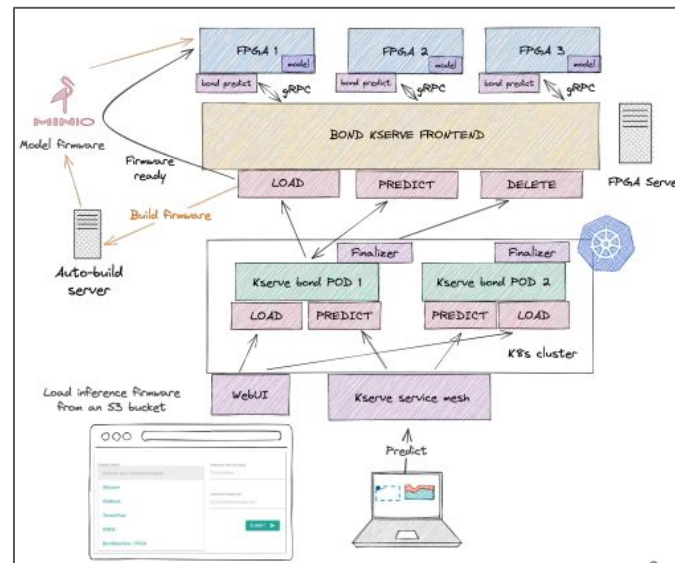 FPGA 1
FPGA 2
FPGA 3
model
model
model
bond predict
bond predict
bond predict
gRPC
gRPC
gRPC
MINIO
Model firmware
BOND KSERVE FRONTEND
Firmware
ready
LOAD
PREDICT
DELETE
FPGA Server
Build firmware
Auto-build
server
Finalizer
Finalizer
Kserve bond POD 1
Kserve bond POD 2
LOAD
PREDICT
PREDICT
LOAD
K8s cluster
Load inference firmware
from an S3 bucket
WebUI
Kserve service mesh
Predict
SUBMIT